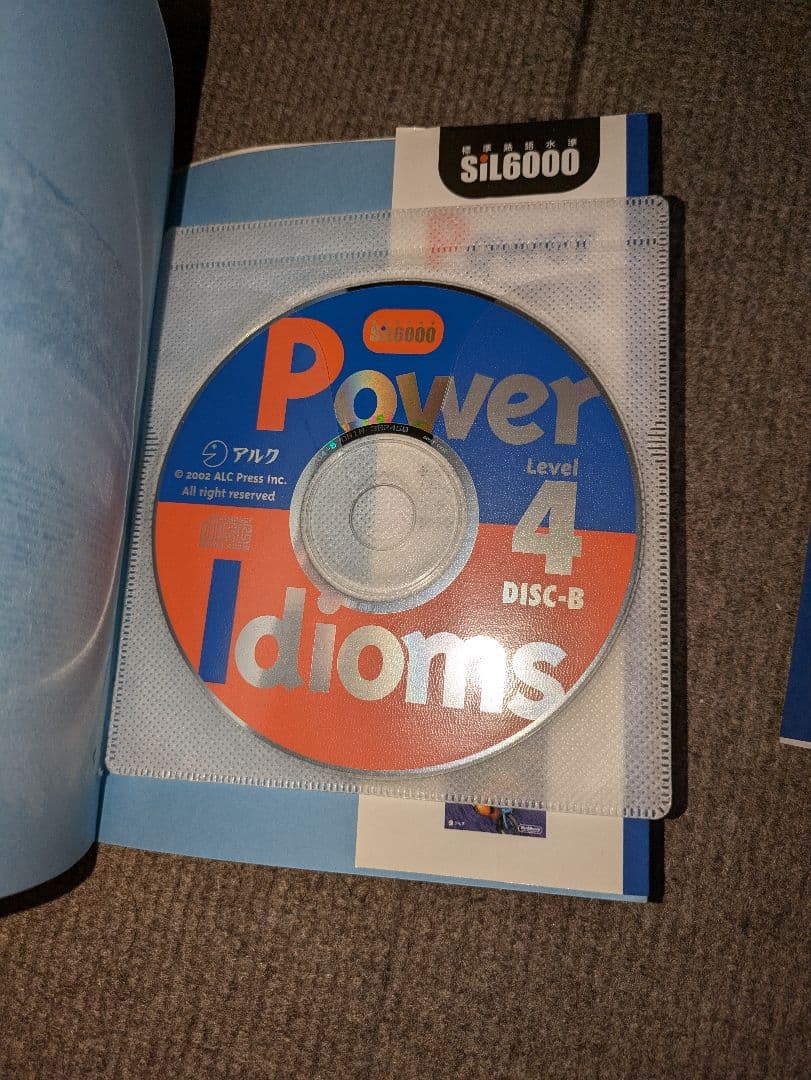 標準熟語水準
SiL6000
SiL6000
Power
アルク
© 2002 ALC Press Inc.
All right reserved
Level
4
DISC-B
Idioms